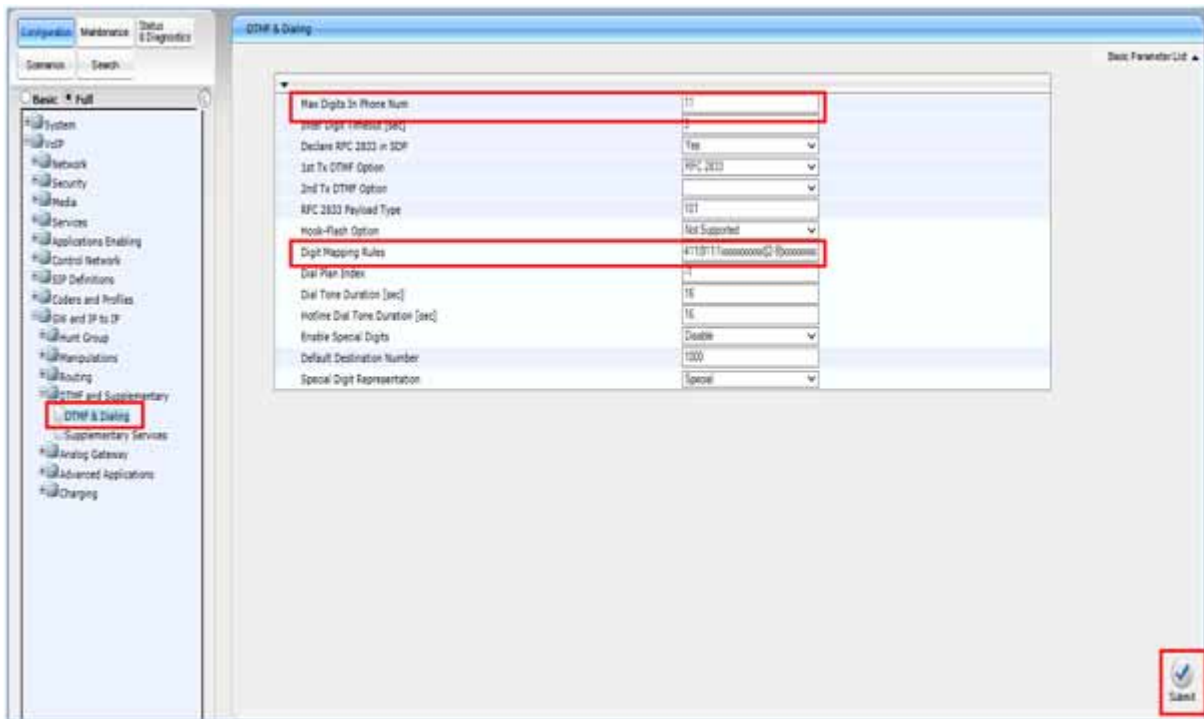 Configuration Maintenance Status & Diagnostics
Scenarios Search
Basic Full
System
VoIP
Network
Security
Media
Services
Applications Enabling
Control Network
SIP Definitions
Coders and Profiles
GW and IP to IP
Hunt Group
Manipulations
Routing
DTMF and Supplementary
DTMF & Dialing
Supplementary Services
Analog Gateway
Advanced Applications
Charging
DTMF & Dialing
Basic Parameter List
Max Digits In Phone Num 11
Inter Digit Timeout [sec]
Declare RFC 2833 in SDP Yes
1st Tx DTMF Option RFC 2833
2nd Tx DTMF Option
RFC 2833 Payload Type 101
Hook-Flash Option Not Supported
Digit Mapping Rules
Dial Plan Index -1
Dial Tone Duration [sec] 16
Hotline Dial Tone Duration [sec] 16
Enable Special Digits Disable
Default Destination Number 1000
Special Digit Representation Special
Submit